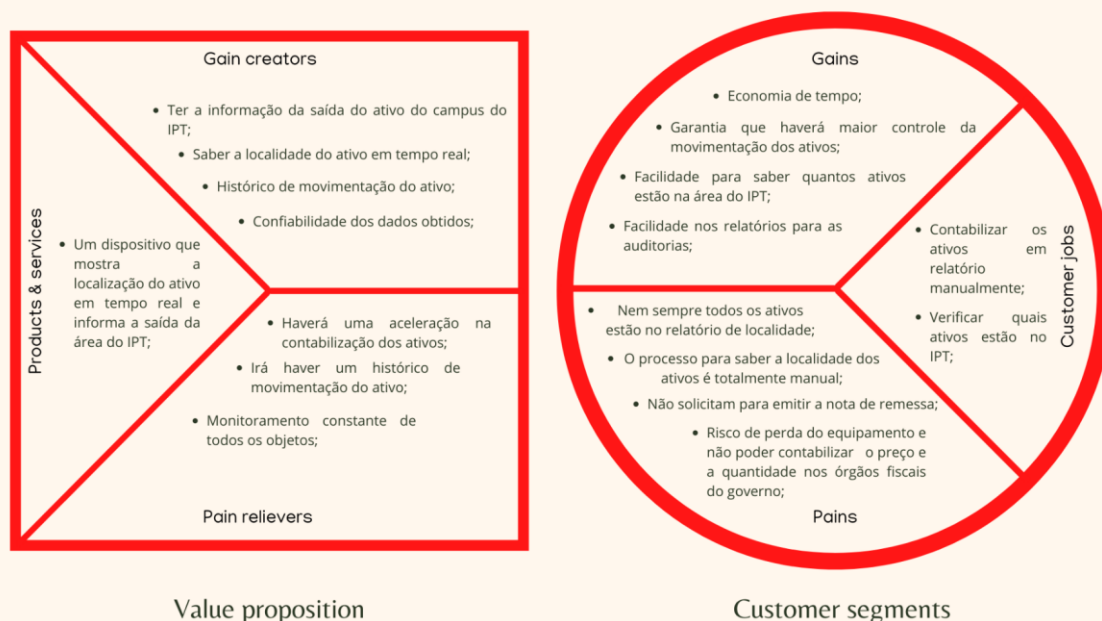 Gain creators
• Ter a informação da saída do ativo do campus do
IPT;
• Saber a localidade do ativo em tempo real;
• Histórico de movimentação do ativo;
• Confiabilidade dos dados obtidos;
Products & services
• Um dispositivo que
mostra a
localização do ativo
em tempo real e
informa a saída da
área do IPT;
• Haverá uma aceleração na
contabilização dos ativos;
• Irá haver um histórico de
movimentação do ativo;
• Monitoramento constante de
todos os objetos;
Pain relievers
Value proposition
Gains
• Economia de tempo;
• Garantia que haverá maior controle da
movimentação dos ativos;
• Facilidade para saber quantos ativos
estão na área do IPT;
• Facilidade nos relatórios para as
auditorias;
• Contabilizar os
ativos em
relatório
manualmente;
• Verificar quais
ativos estão no
IPT;
Customer jobs
• Nem sempre todos os ativos
estão no relatório de localidade;
• O processo para saber a localidade dos
ativos é totalmente manual;
• Não solicitam para emitir a nota de remessa;
• Risco de perda do equipamento e
não poder contabilizar o preço e
a quantidade nos órgãos fiscais
do governo;
Pains
Customer segments